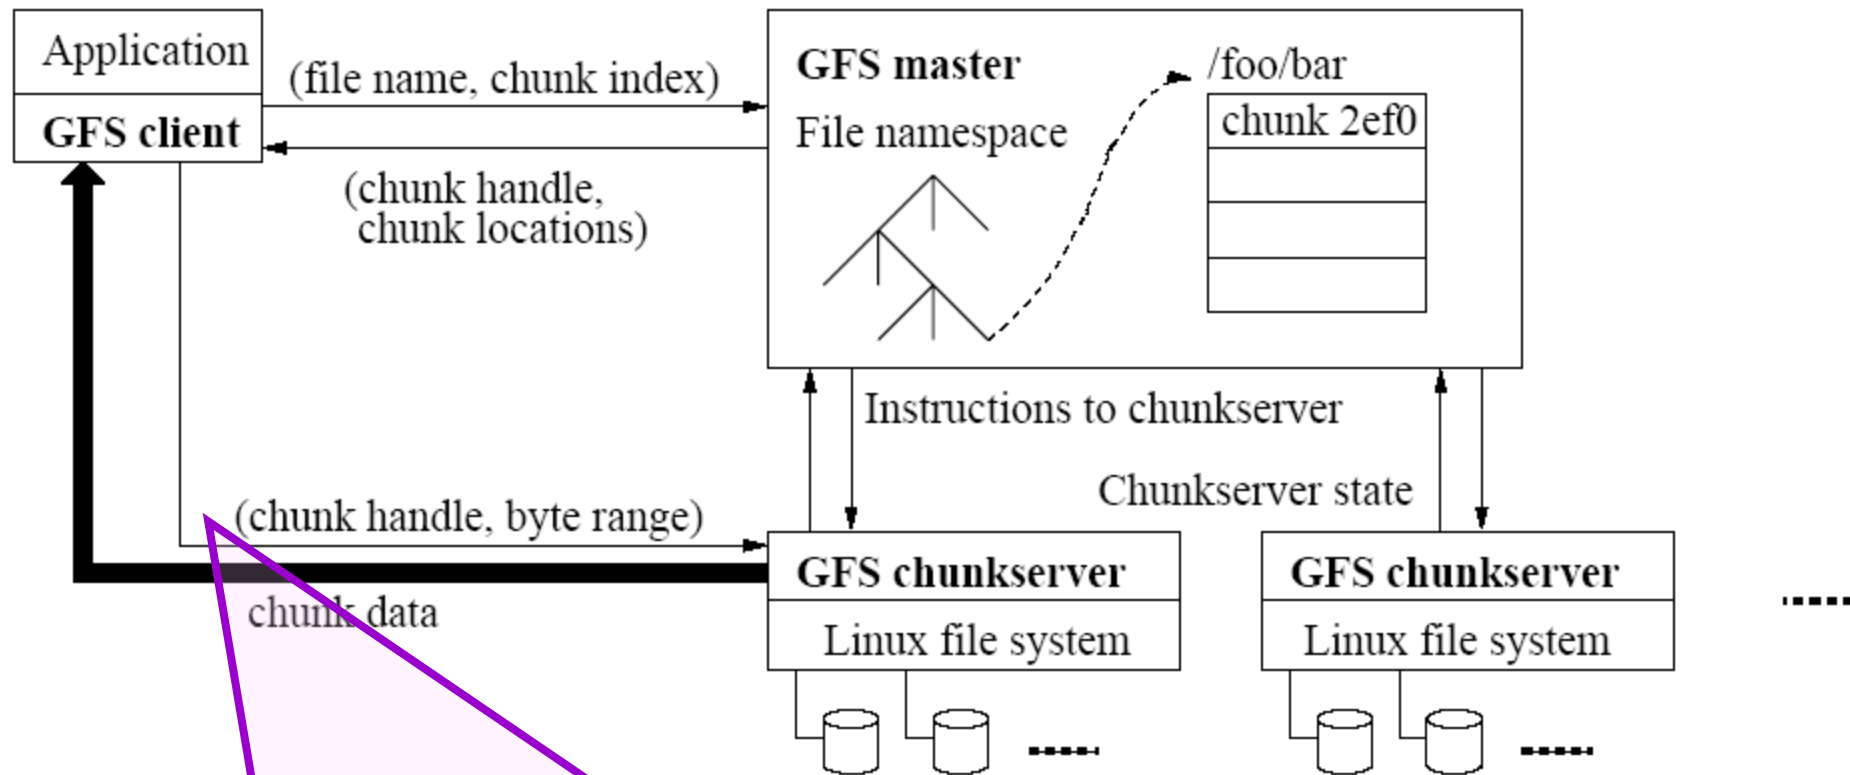 Application
GFS client
(file name, chunk index)
(chunk handle,
chunk locations)
GFS master
File namespace
/foo/bar
chunk 2ef0
Instructions to chunkserver
Chunkserver state
(chunk handle, byte range)
chunk data
GFS chunkserver
Linux file system
GFS chunkserver
Linux file system